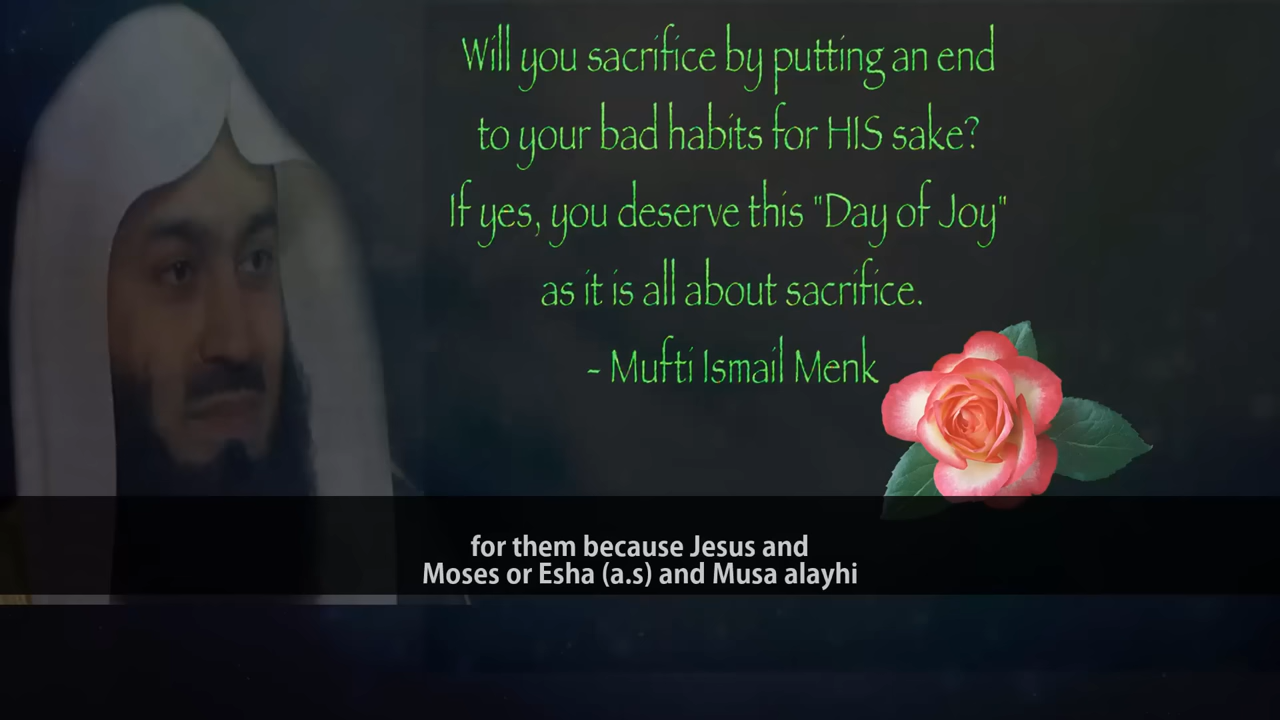 Will you sacrifice by putting an end
to your bad habits for HIS sake?
If yes, you deserve this "Day of Joy"
as it is all about sacrifice.
- Mufti Ismail Menk
for them because Jesus and
Moses or Esha (a.s) and Musa alayhi